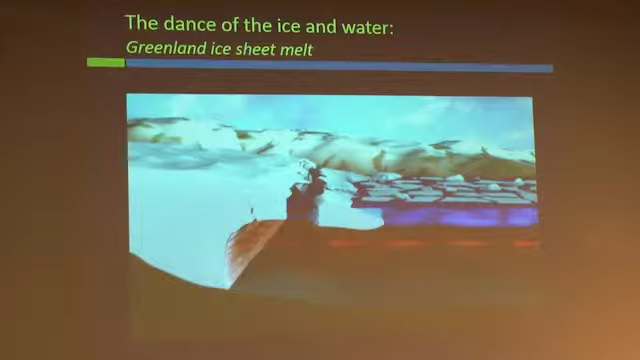 The dance of the ice and water:
Greenland ice sheet melt